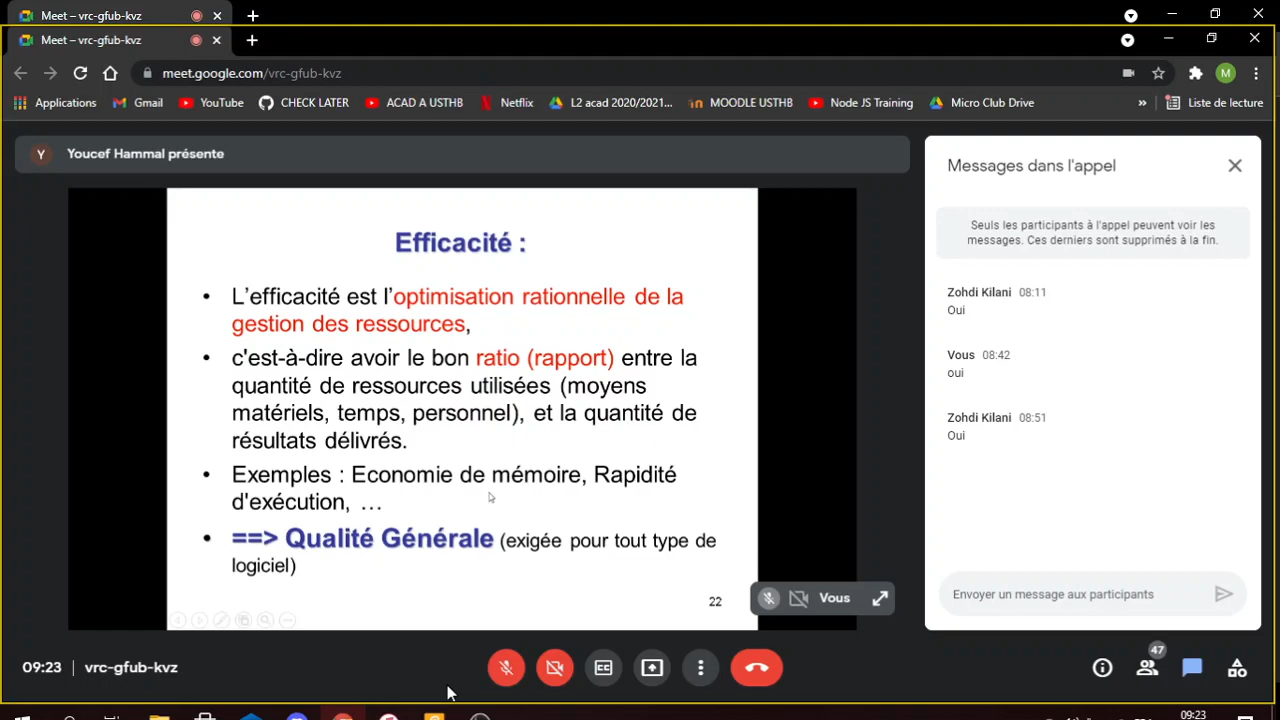 Meet – vrc-gfub-kvz
Meet – vrc-gfub-kvz
meet.google.com/vrc-gfub-kvz
M
Applications Gmail YouTube CHECK LATER ACAD A USTHB Netflix L2 acad 2020/2021... MOODLE USTHB Node JS Training Micro Club Drive » Liste de lecture
Y Youcef Hammal présente
Efficacité :
• L'efficacité est l'optimisation rationnelle de la
gestion des ressources,
• c'est-à-dire avoir le bon ratio (rapport) entre la
quantité de ressources utilisées (moyens
matériels, temps, personnel), et la quantité de
résultats délivrés.
• Exemples : Economie de mémoire, Rapidité
d'exécution, …
• ==> Qualité Générale (exigée pour tout type de
logiciel)
22
Vous
Messages dans l'appel
Seuls les participants à l'appel peuvent voir les
messages. Ces derniers sont supprimés à la fin.
Zohdi Kilani 08:11
Oui
Vous 08:42
oui
Zohdi Kilani 08:51
Oui
Envoyer un message aux participants
09:23 | vrc-gfub-kvz
47
09:23